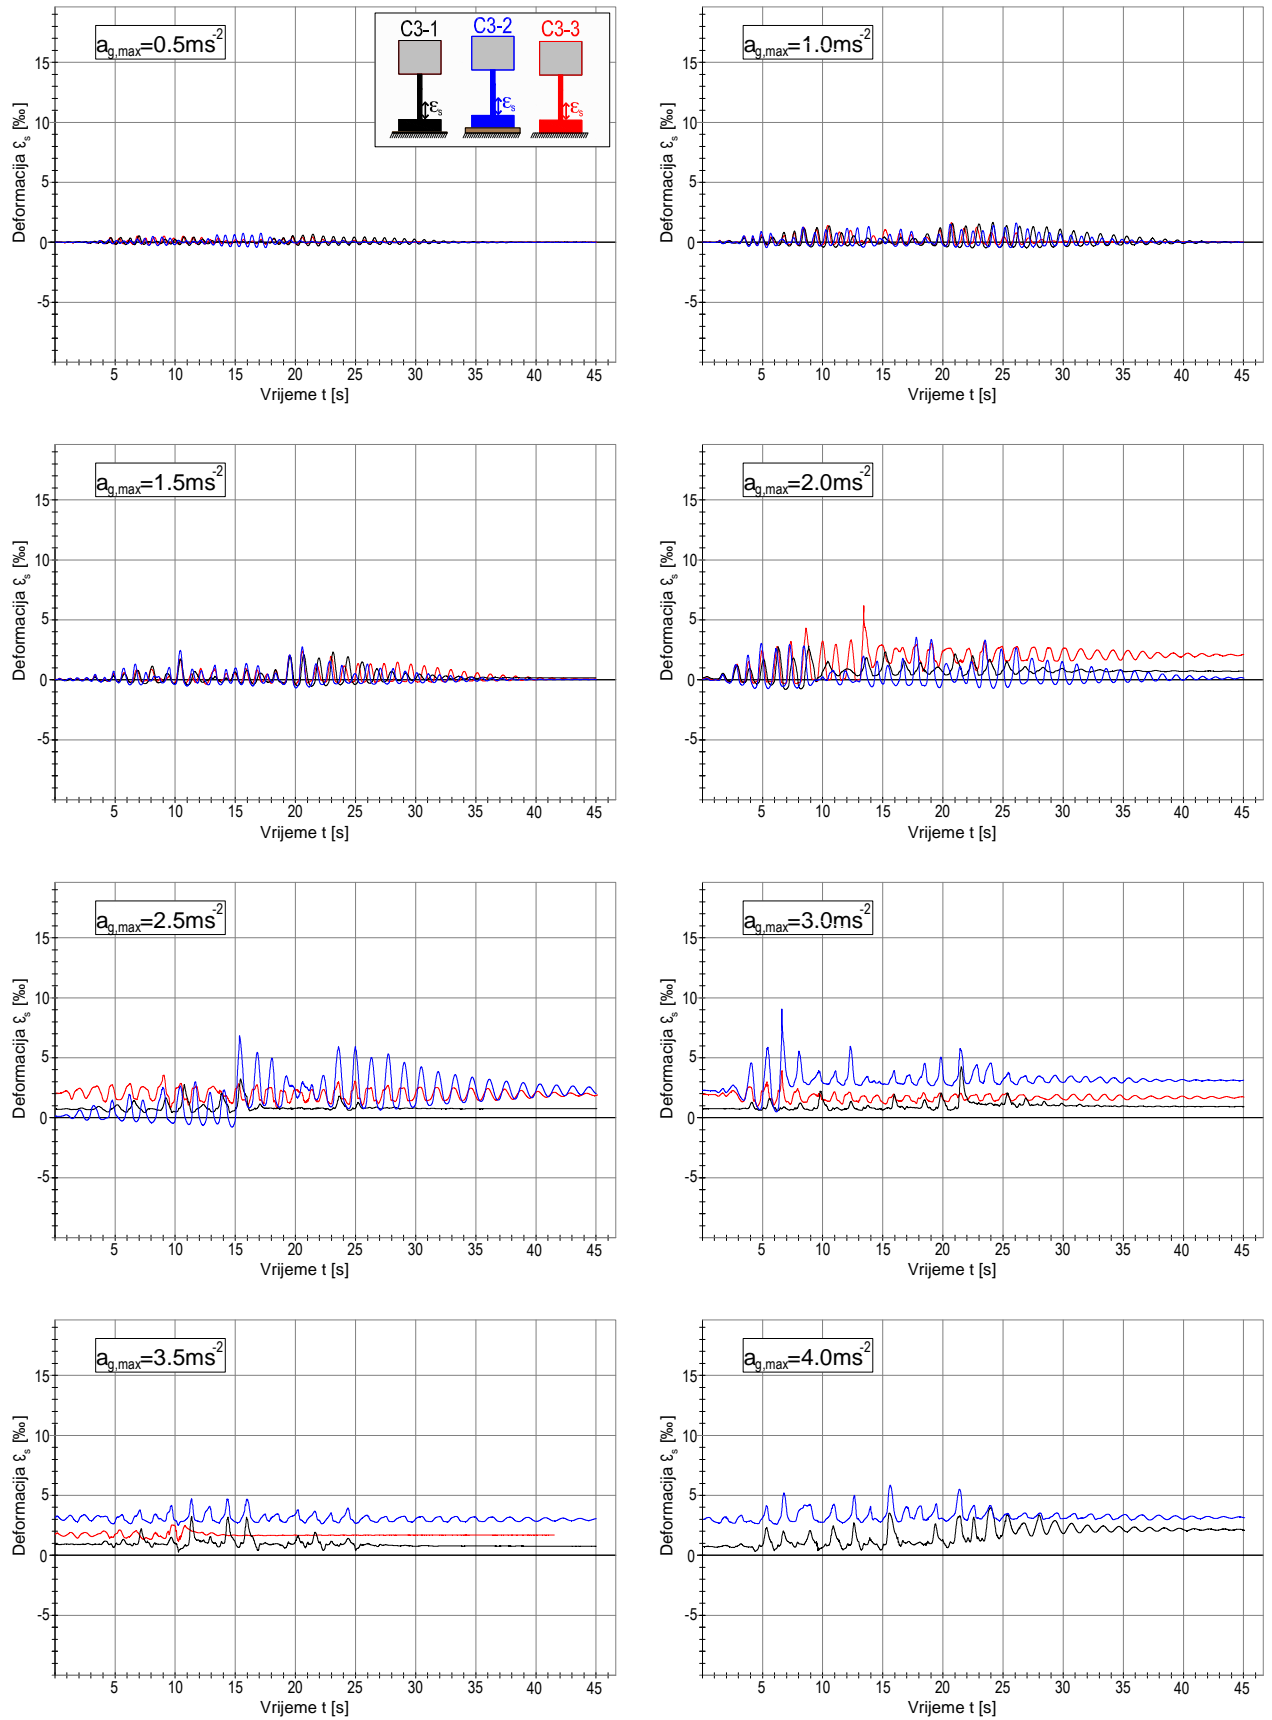 a_g,max=0.5ms^-2
C3-1 C3-2 C3-3
ε_s ε_s ε_s
Deformacija ε_s [‰]
15
10
5
0
-5
5 10 15 20 25 30 35 40 45
Vrijeme t [s]
a_g,max=1.0ms^-2
Deformacija ε_s [‰]
15
10
5
0
-5
5 10 15 20 25 30 35 40 45
Vrijeme t [s]
a_g,max=1.5ms^-2
Deformacija ε_s [‰]
15
10
5
0
-5
5 10 15 20 25 30 35 40 45
Vrijeme t [s]
a_g,max=2.0ms^-2
Deformacija ε_s [‰]
15
10
5
0
-5
5 10 15 20 25 30 35 40 45
Vrijeme t [s]
a_g,max=2.5ms^-2
Deformacija ε_s [‰]
15
10
5
0
-5
5 10 15 20 25 30 35 40 45
Vrijeme t [s]
a_g,max=3.0ms^-2
Deformacija ε_s [‰]
15
10
5
0
-5
5 10 15 20 25 30 35 40 45
Vrijeme t [s]
a_g,max=3.5ms^-2
Deformacija ε_s [‰]
15
10
5
0
-5
5 10 15 20 25 30 35 40 45
Vrijeme t [s]
a_g,max=4.0ms^-2
Deformacija ε_s [‰]
15
10
5
0
-5
5 10 15 20 25 30 35 40 45
Vrijeme t [s]